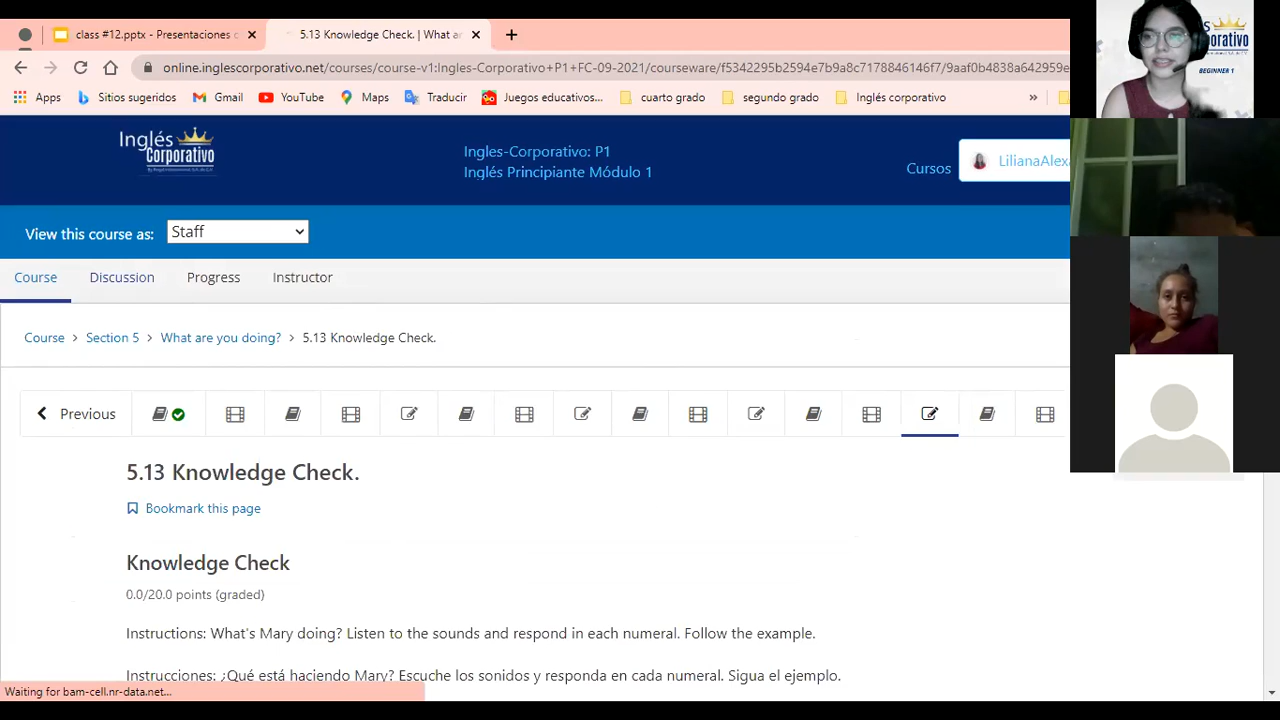 class #12.pptx - Presentaciones c
5.13 Knowledge Check. | What a
online.inglescorporativo.net/courses/course-v1:Ingles-Corporativo+P1+FC-09-2021/courseware/f5342295b2592e7b9a8c7178846146f7/9aaf0b4838a642959e
Apps
Sitios sugeridos
Gmail
YouTube
Maps
Traducir
Juegos educativos...
cuarto grado
segundo grado
Inglés corporativo
»
Inglés
Corporativo
Ingles-Corporativo: P1
Inglés Principiante Módulo 1
Cursos
LilianaAlexa
BEGINNER 1
View this course as:
Staff
Course
Discussion
Progress
Instructor
Course > Section 5 > What are you doing? > 5.13 Knowledge Check.
Previous
5.13 Knowledge Check.
Bookmark this page
Knowledge Check
0.0/20.0 points (graded)
Instructions: What's Mary doing? Listen to the sounds and respond in each numeral. Follow the example.
Instrucciones: ¿Qué está haciendo Mary? Escuche los sonidos y responda en cada numeral. Sigua el ejemplo.
Waiting for bam-cell.nr-data.net...